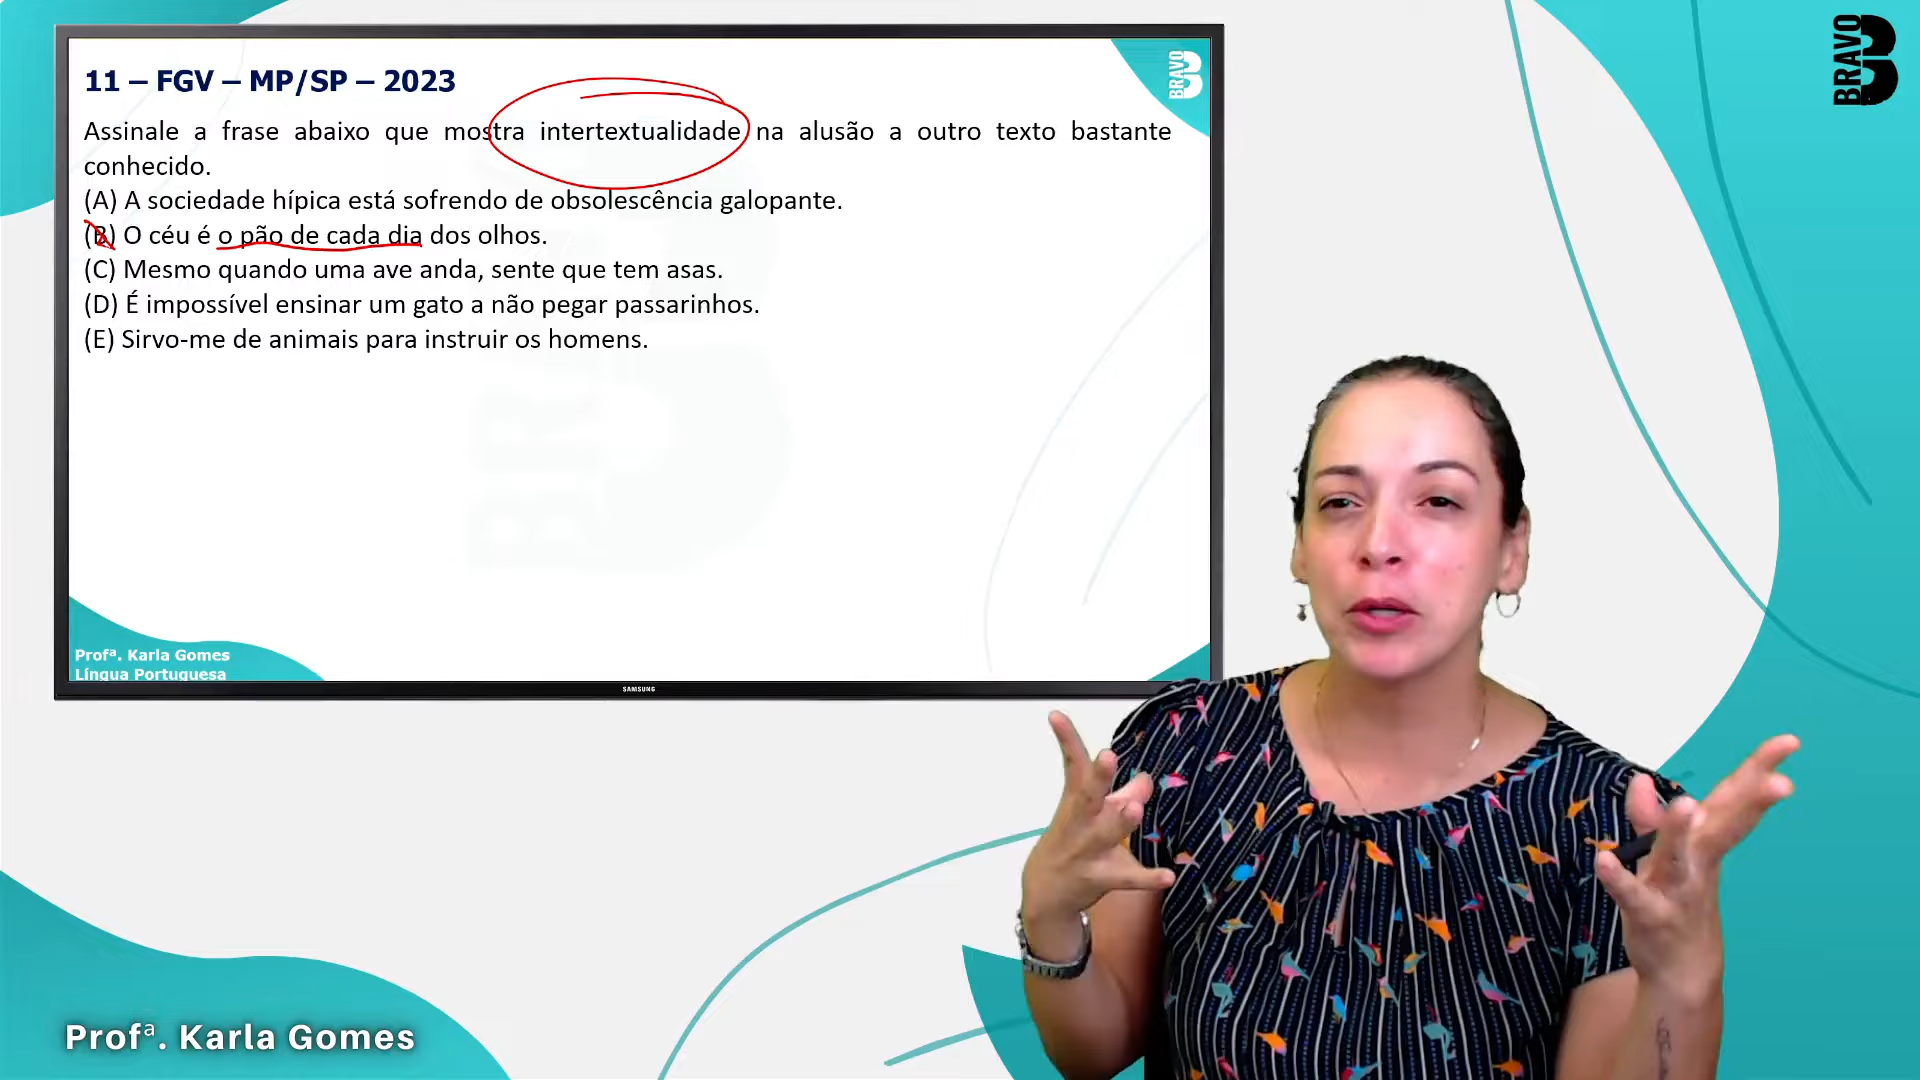 BRAVO
BRAVO
11 – FGV – MP/SP – 2023
Assinale a frase abaixo que mostra intertextualidade na alusão a outro texto bastante
conhecido.
(A) A sociedade hípica está sofrendo de obsolescência galopante.
(B) O céu é o pão de cada dia dos olhos.
(C) Mesmo quando uma ave anda, sente que tem asas.
(D) É impossível ensinar um gato a não pegar passarinhos.
(E) Sirvo-me de animais para instruir os homens.
Profª. Karla Gomes
Língua Portuguesa
SAMSUNG
Profª. Karla Gomes